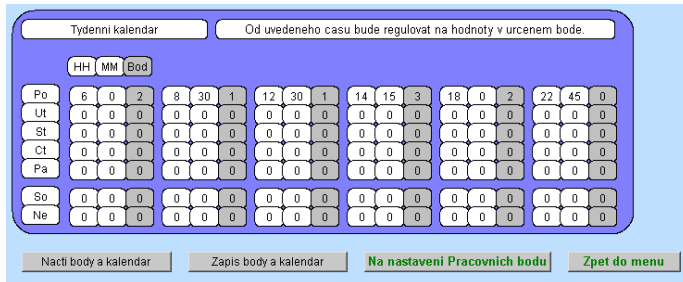 Tydenni kalendar Od uvedeneho casu bude regulovat na hodnoty v urcenem bode.
HH MM Bod
Po 6 0 2 8 30 1 12 30 1 14 15 3 18 0 2 22 45 0
Ut 0 0 0 0 0 0 0 0 0 0 0 0 0 0 0 0 0 0
St 0 0 0 0 0 0 0 0 0 0 0 0 0 0 0 0 0 0
Ct 0 0 0 0 0 0 0 0 0 0 0 0 0 0 0 0 0 0
Pa 0 0 0 0 0 0 0 0 0 0 0 0 0 0 0 0 0 0
So 0 0 0 0 0 0 0 0 0 0 0 0 0 0 0 0 0 0
Ne 0 0 0 0 0 0 0 0 0 0 0 0 0 0 0 0 0 0
Nacti body a kalendar Zapis body a kalendar Na nastaveni Pracovnich bodu Zpet do menu